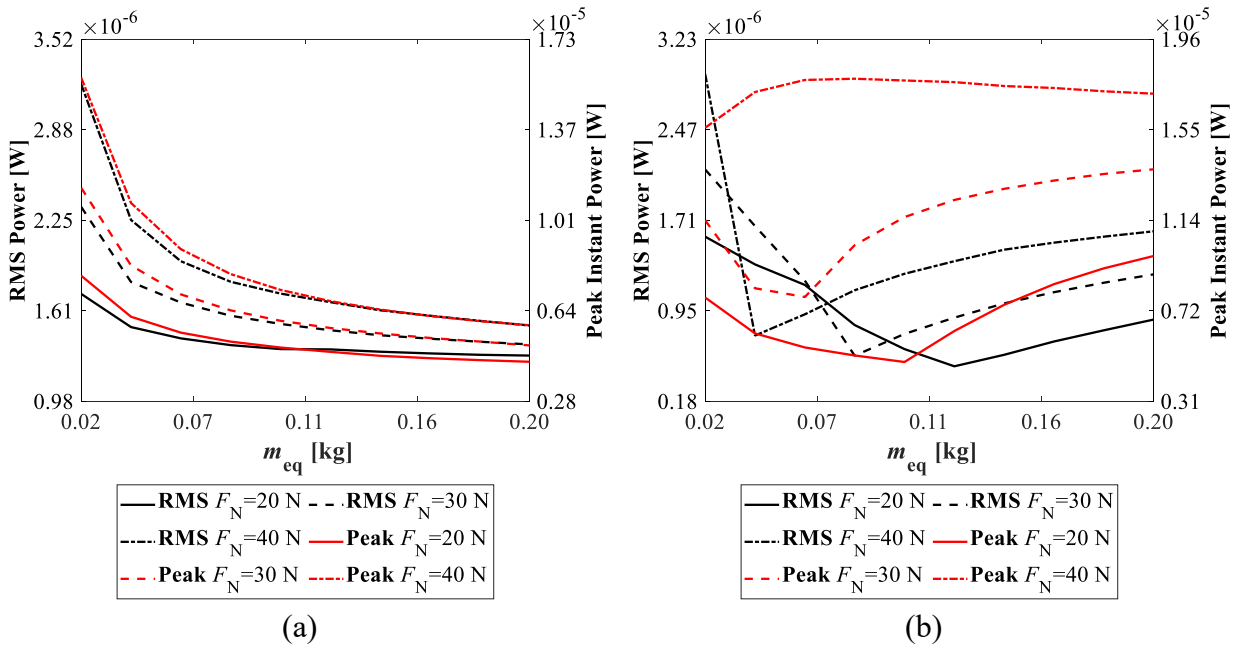 ×10⁻⁶
×10⁻⁵
3.52
2.88
2.25
1.61
0.98
RMS Power [W]
1.73
1.37
1.01
0.64
0.28
Peak Instant Power [W]
0.02 0.07 0.11 0.16 0.20
m_eq [kg]
RMS F_N=20 N RMS F_N=30 N
RMS F_N=40 N Peak F_N=20 N
Peak F_N=30 N Peak F_N=40 N
(a)
×10⁻⁶
×10⁻⁵
3.23
2.47
1.71
0.95
0.18
RMS Power [W]
1.96
1.55
1.14
0.72
0.31
Peak Instant Power [W]
0.02 0.07 0.11 0.16 0.20
m_eq [kg]
RMS F_N=20 N RMS F_N=30 N
RMS F_N=40 N Peak F_N=20 N
Peak F_N=30 N Peak F_N=40 N
(b)